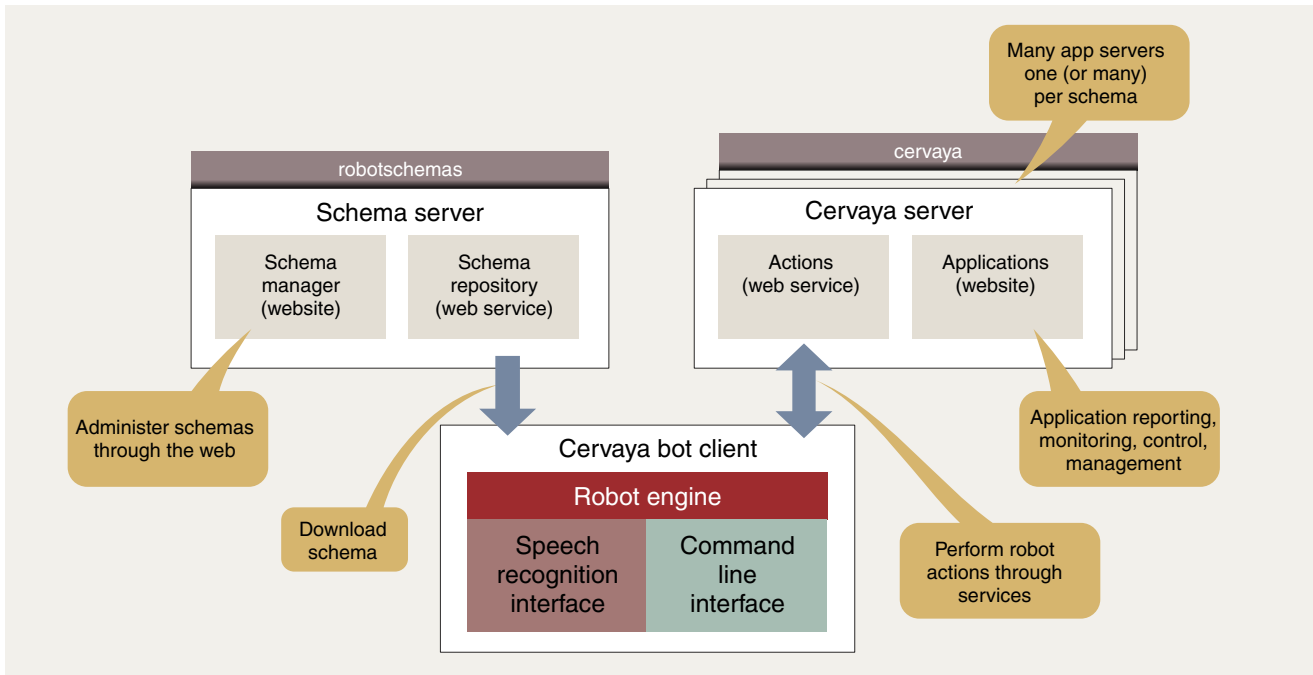 Many app servers
one (or many)
per schema
robotschemas
Schema server
Schema
manager
(website)
Schema
repository
(web service)
cervaya
Cervaya server
Actions
(web service)
Applications
(website)
Administer schemas
through the web
Download
schema
Application reporting,
monitoring, control,
management
Perform robot
actions through
services
Cervaya bot client
Robot engine
Speech
recognition
interface
Command
line
interface